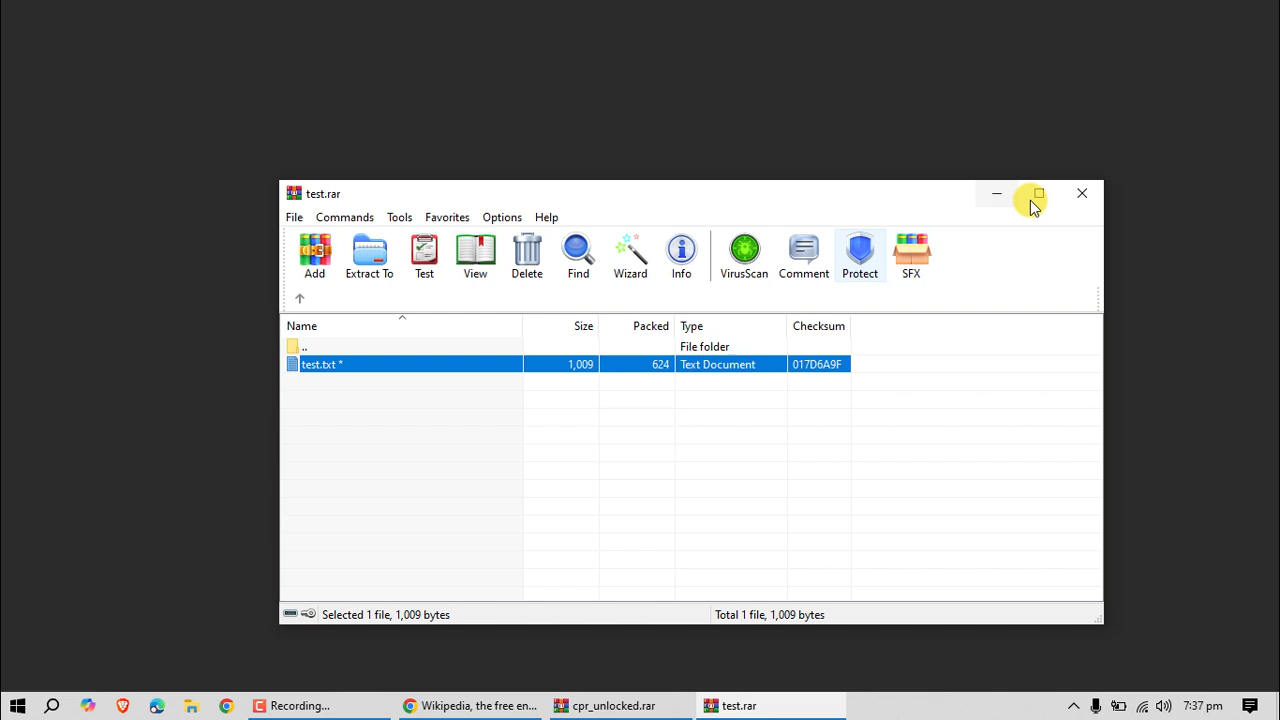 test.rar
File Commands Tools Favorites Options Help
Add Extract To Test View Delete Find Wizard Info VirusScan Comment Protect SFX
Name Size Packed Type Checksum
.. File folder
test.txt * 1,009 624 Text Document 017D6A9F
Selected 1 file, 1,009 bytes Total 1 file, 1,009 bytes
Recording... Wikipedia, the free en... cpr_unlocked.rar test.rar 7:37 pm